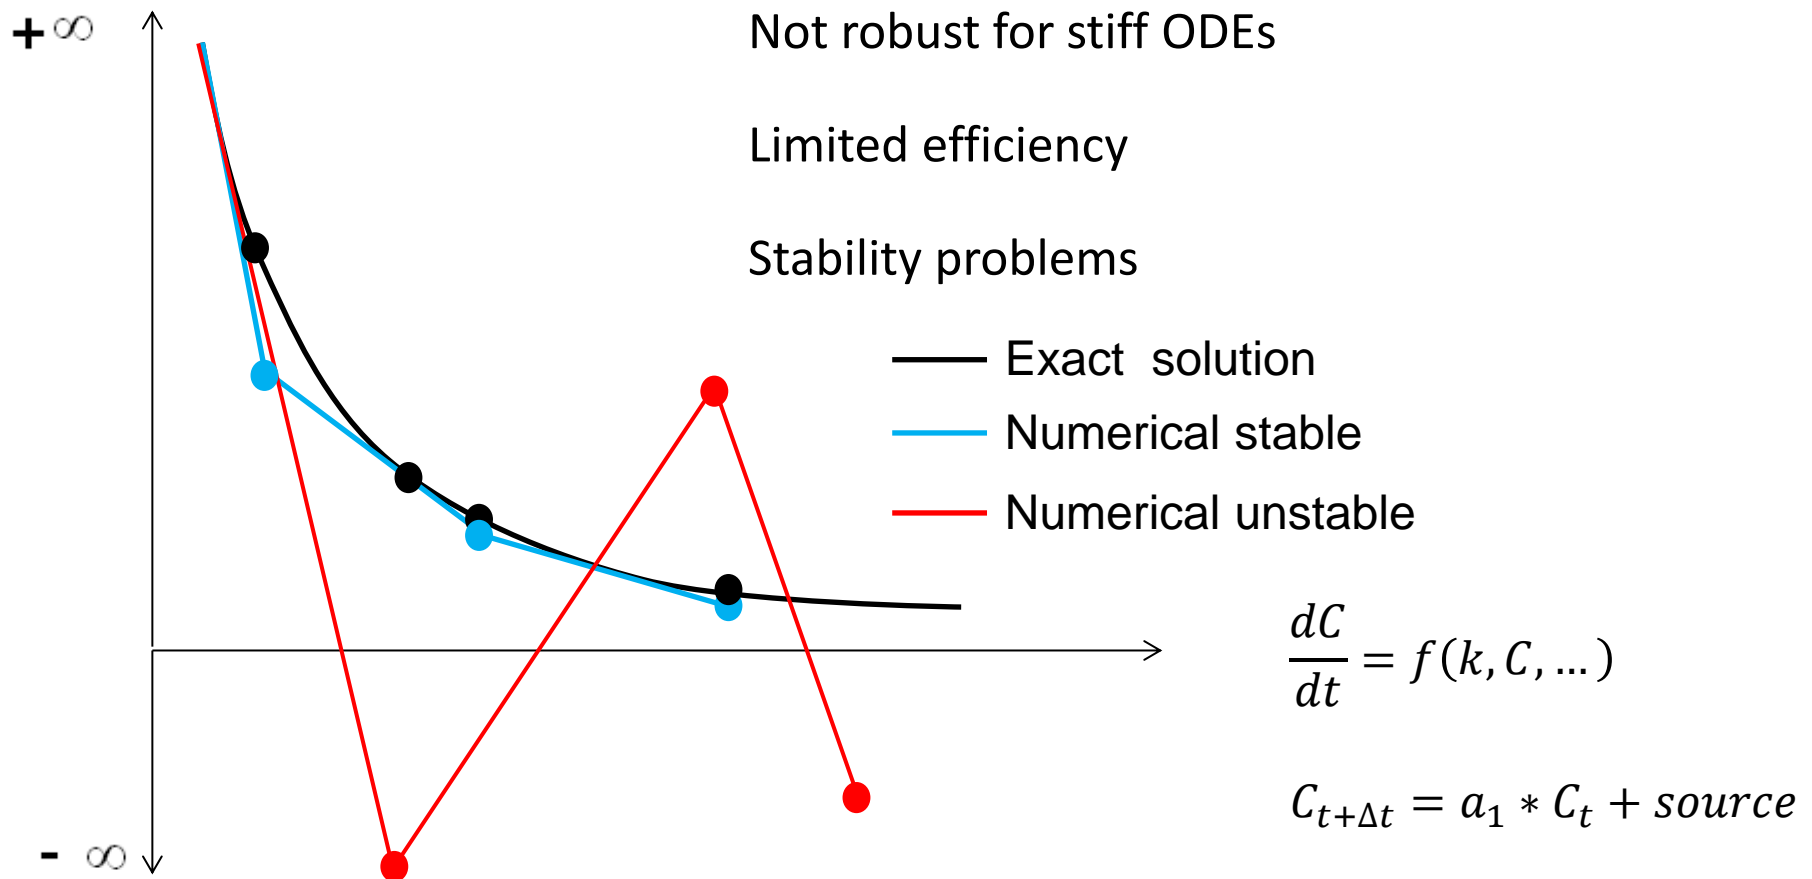 +∞
Not robust for stiff ODEs
Limited efficiency
Stability problems
Exact solution
Numerical stable
Numerical unstable
dC/dt = f(k, C, … )
C_{t+Δt} = a_1 * C_t + source
- ∞